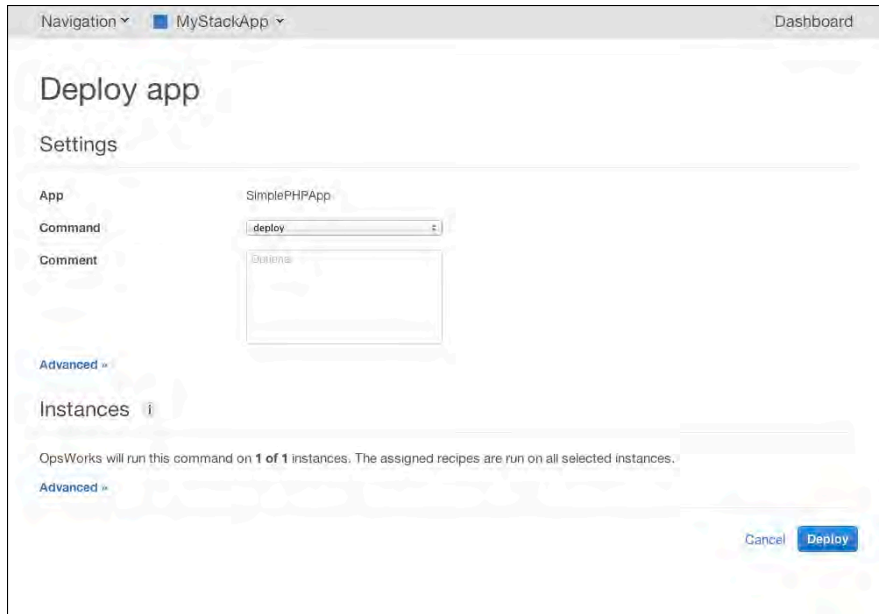 Navigation MyStackApp Dashboard
Deploy app
Settings
App SimplePHPApp
Command deploy
Comment Optional
Advanced »
Instances i
OpsWorks will run this command on 1 of 1 instances. The assigned recipes are run on all selected instances.
Advanced »
Cancel Deploy